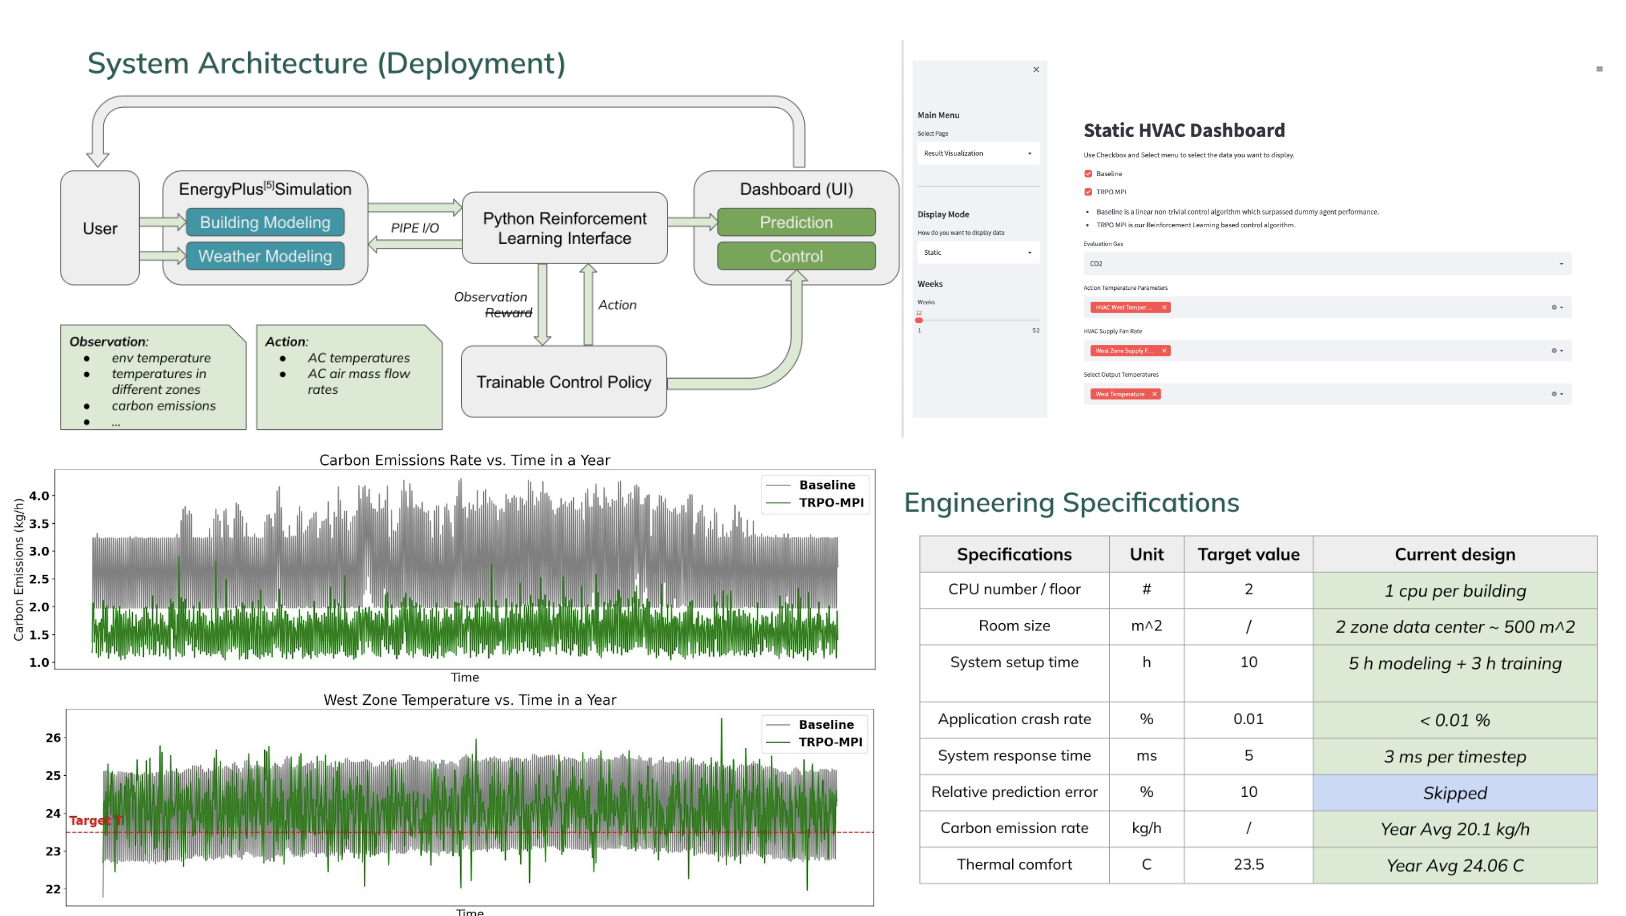 System Architecture (Deployment)
User
EnergyPlus[5]Simulation
Building Modeling
Weather Modeling
PIPE I/O
Python Reinforcement
Learning Interface
Dashboard (UI)
Prediction
Control
Observation
Reward
Action
Trainable Control Policy
Observation:
● env temperature
● temperatures in
different zones
● carbon emissions
● ...
Action:
● AC temperatures
● AC air mass flow
rates
×
Main Menu
Select Page
Result Visualization
Display Mode
How do you want to display data
Static
Weeks
Weeks
12
1 52
≡
Static HVAC Dashboard
Use Checkbox and Select menu to select the data you want to display.
Baseline
TRPO MPI
• Baseline is a linear non-trivial control algorithm which surpassed dummy agent performance.
• TRPO MPI is our Reinforcement Learning based control algorithm.
Evaluation Gas
CO2
Action Temperature Parameters
HVAC West Temper... ×
HVAC Supply Fan Rate
West Zone Supply F... ×
Select Output Temperatures
West Temperature ×
Carbon Emissions Rate vs. Time in a Year
Carbon Emissions (kg/h)
4.0
3.5
3.0
2.5
2.0
1.5
1.0
Baseline
TRPO-MPI
Time
West Zone Temperature vs. Time in a Year
26
25
24
23
22
Baseline
TRPO-MPI
Target T
Time
Engineering Specifications
Specifications Unit Target value Current design
CPU number / floor # 2 1 cpu per building
Room size m^2 / 2 zone data center ~ 500 m^2
System setup time h 10 5 h modeling + 3 h training
Application crash rate % 0.01 < 0.01 %
System response time ms 5 3 ms per timestep
Relative prediction error % 10 Skipped
Carbon emission rate kg/h / Year Avg 20.1 kg/h
Thermal comfort C 23.5 Year Avg 24.06 C